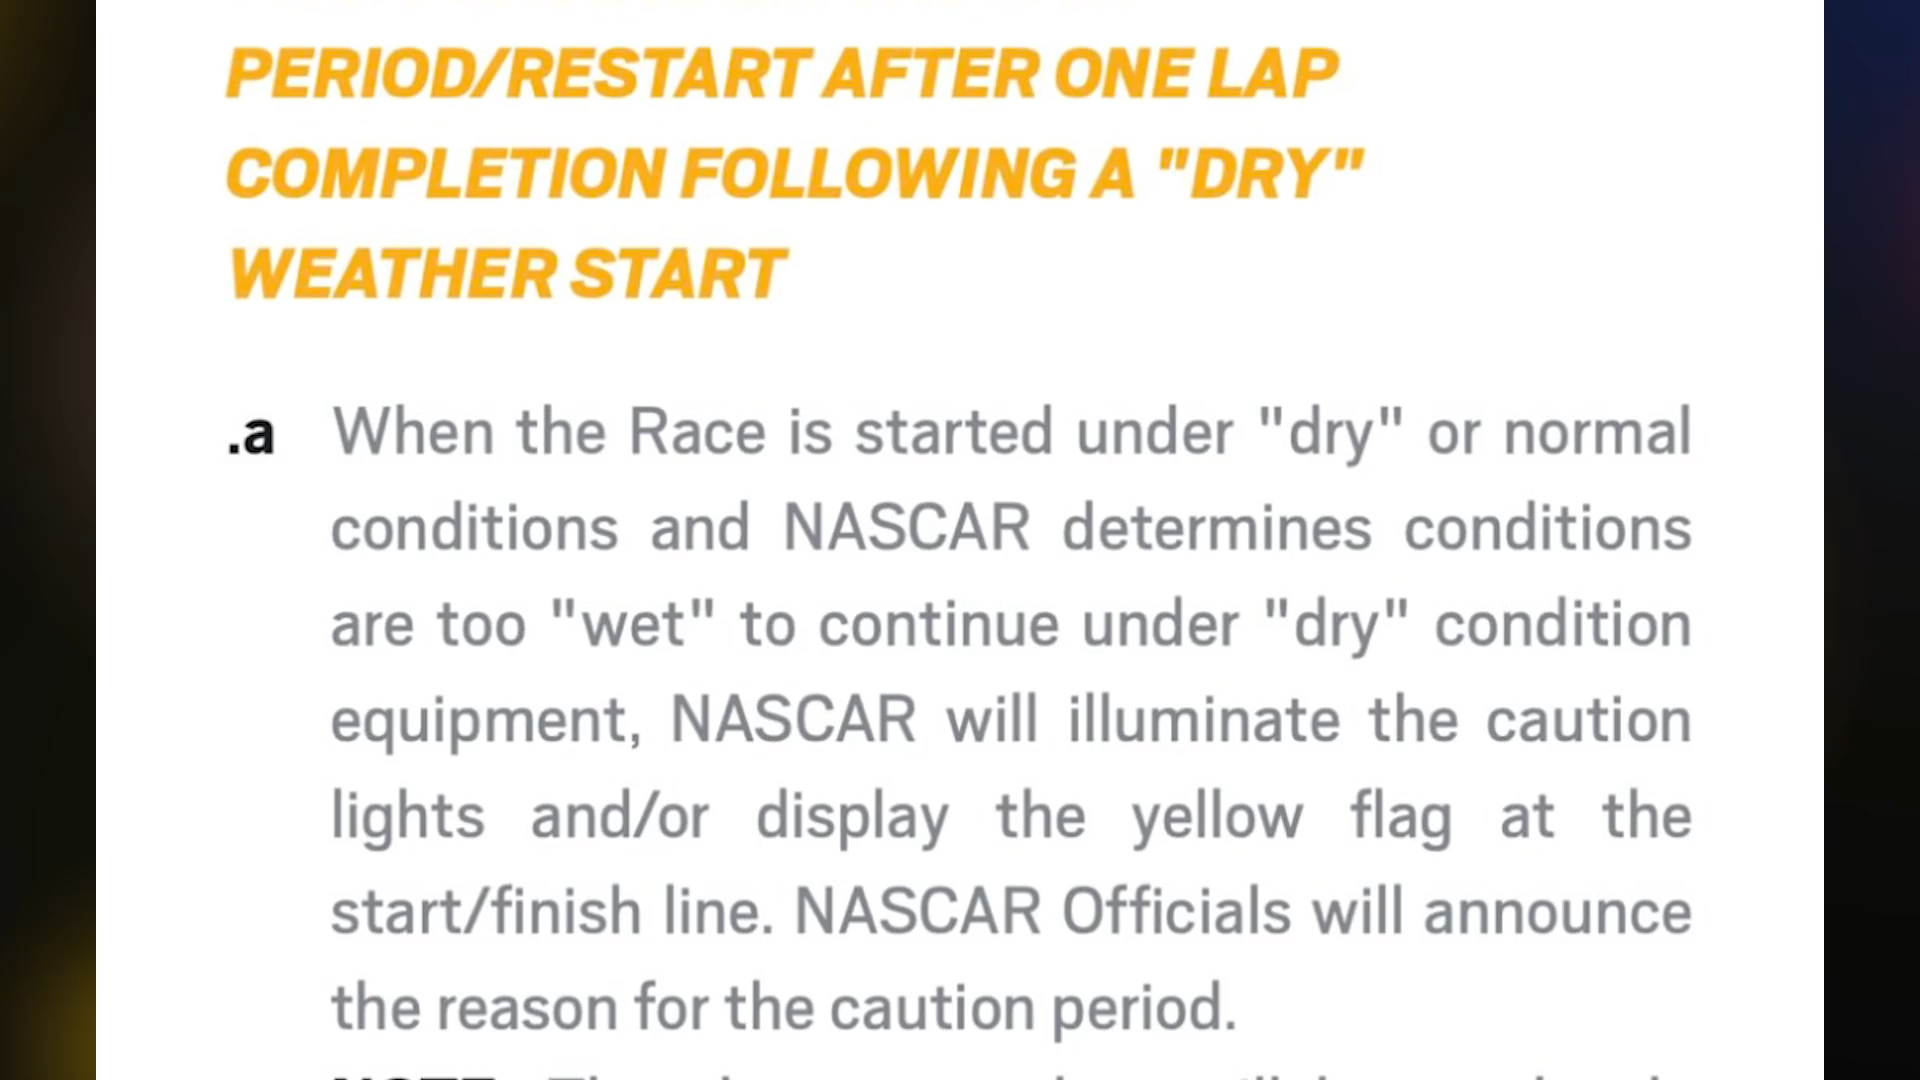 PERIOD/RESTART AFTER ONE LAP
COMPLETION FOLLOWING A "DRY"
WEATHER START
.a When the Race is started under "dry" or normal
conditions and NASCAR determines conditions
are too "wet" to continue under "dry" condition
equipment, NASCAR will illuminate the caution
lights and/or display the yellow flag at the
start/finish line. NASCAR Officials will announce
the reason for the caution period.